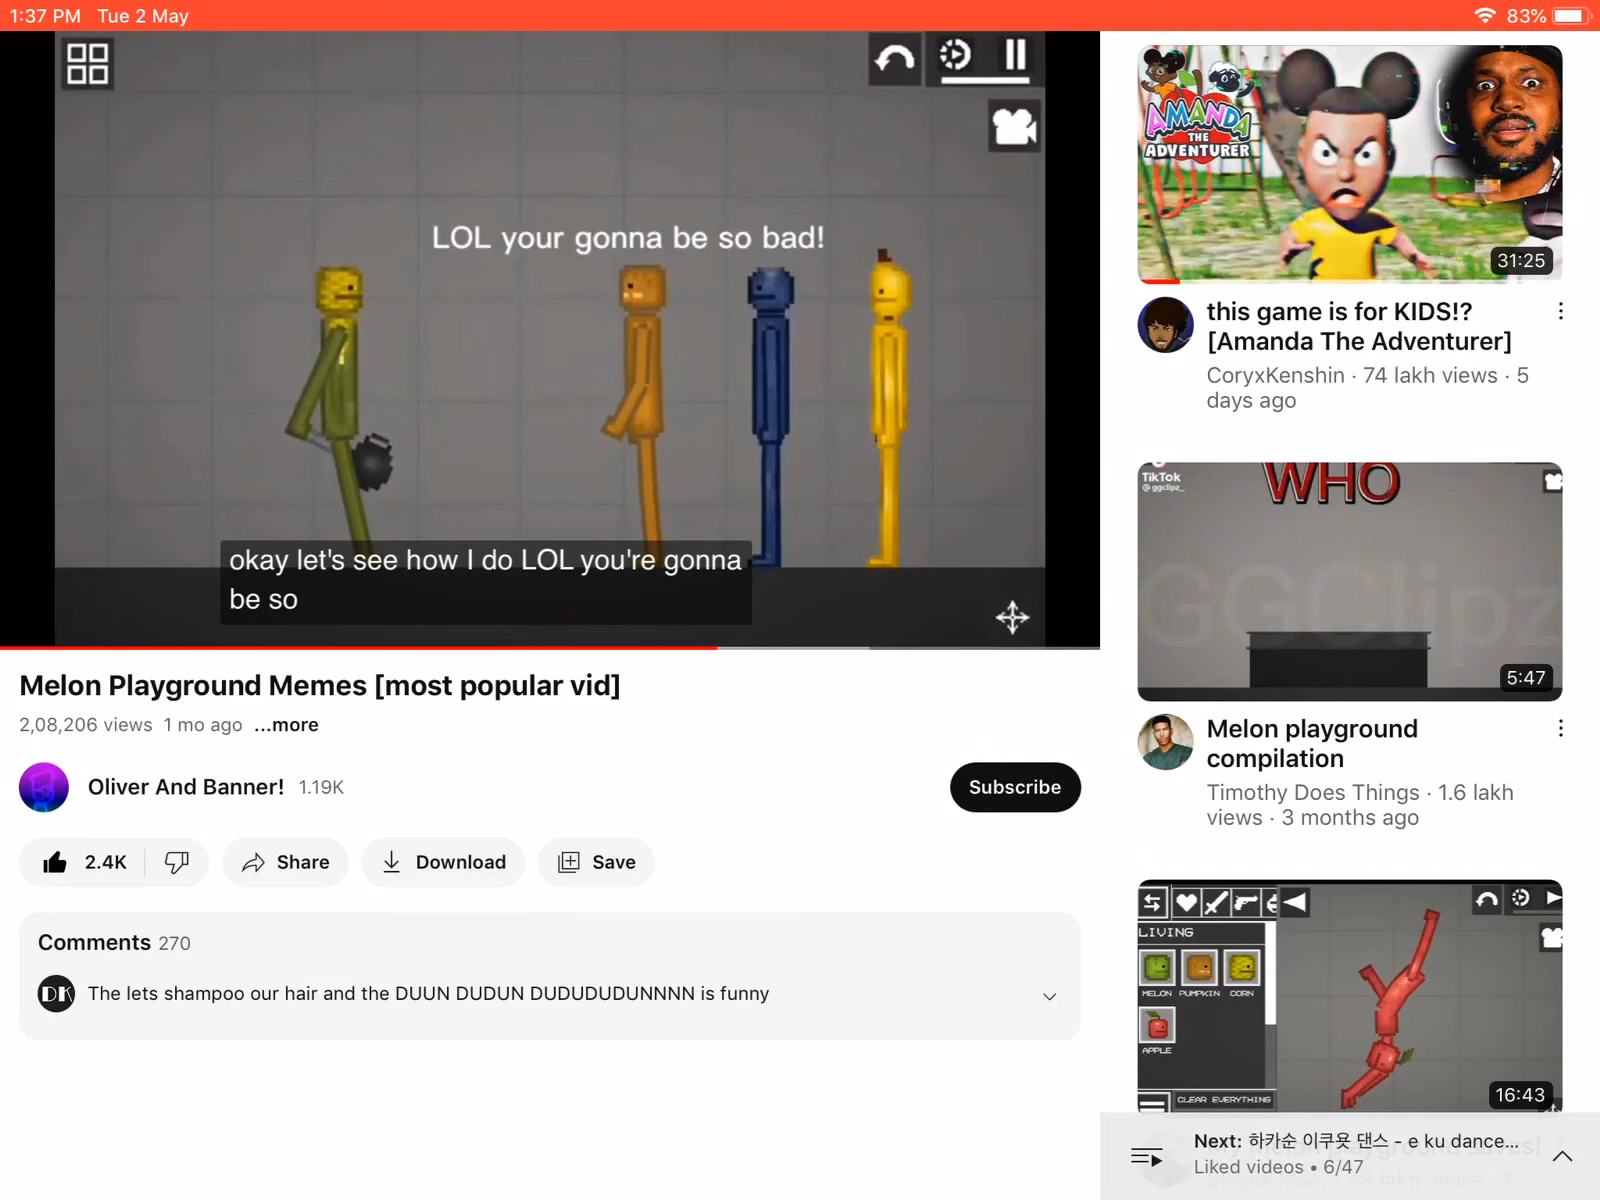 1:37 PM Tue 2 May
83%
LOL your gonna be so bad!
okay let's see how I do LOL you're gonna
be so
Melon Playground Memes [most popular vid]
2,08,206 views 1 mo ago ...more
Oliver And Banner! 1.19K
Subscribe
2.4K
Share
Download
Save
Comments 270
DK
The lets shampoo our hair and the DUUN DUDUN DUDUDUDUNNNN is funny
AMANDA
THE
ADVENTURER
31:25
this game is for KIDS!?
[Amanda The Adventurer]
CoryxKenshin · 74 lakh views · 5
days ago
TikTok
@ggclipz_
WHO
GGClipz
5:47
Melon playground
compilation
Timothy Does Things · 1.6 lakh
views · 3 months ago
LIVING
MELON PUMPKIN CORN
APPLE
CLEAR EVERYTHING
16:43
Next: 하카순 이쿠욧 댄스 - e ku dance...
Liked videos • 6/47